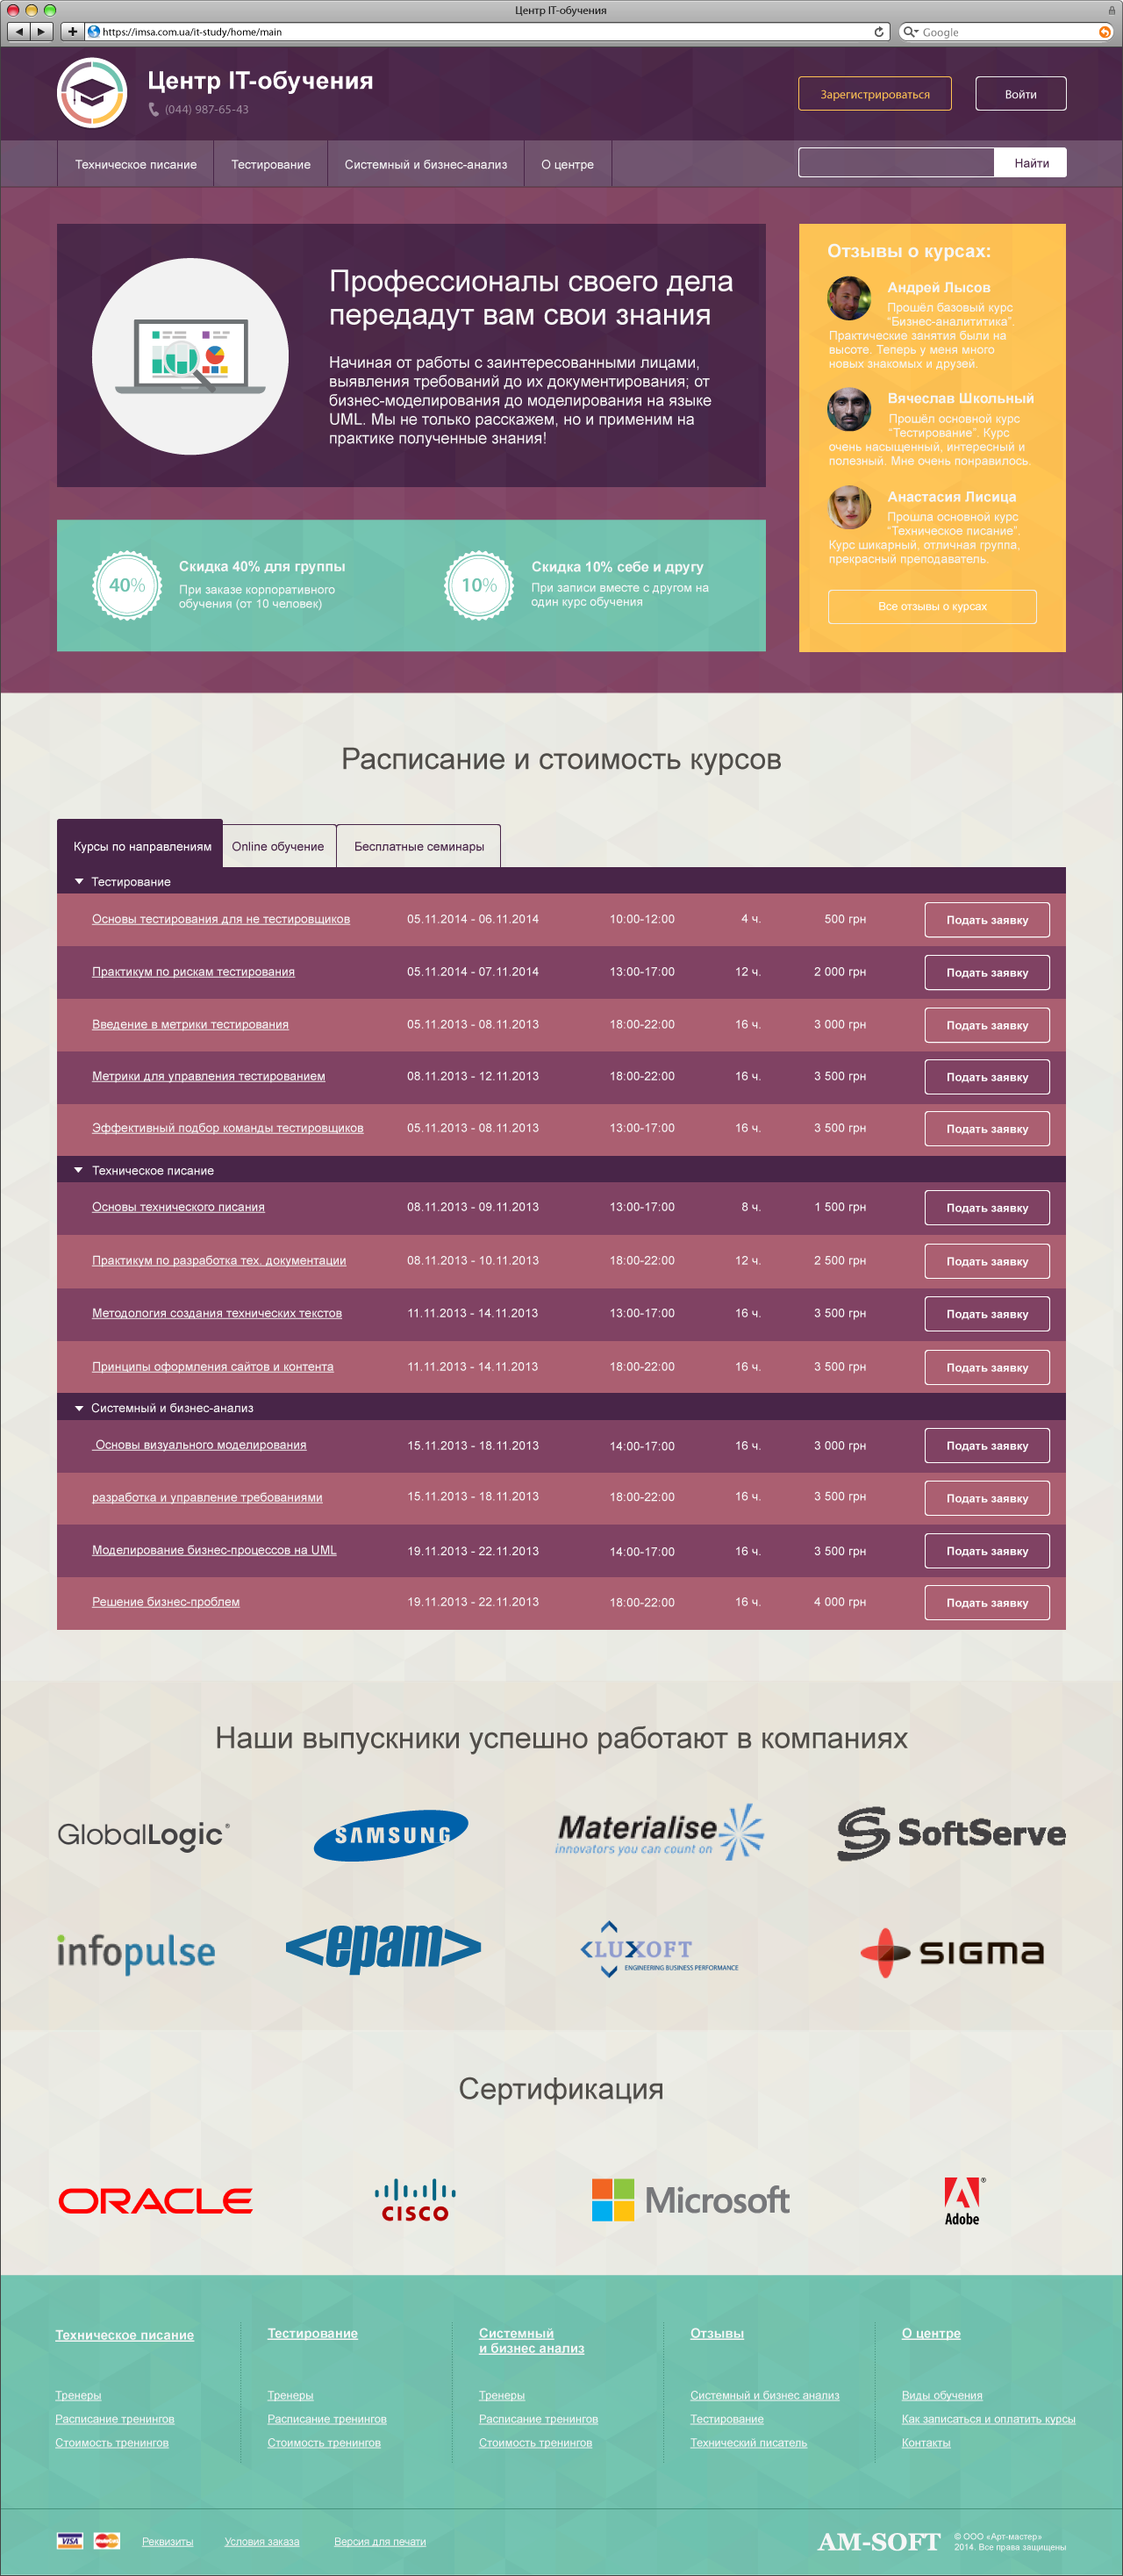 Центр IT-обучения
https://imsa.com.ua/it-study/home/main
Google
Центр IT-обучения
(044) 987-65-43
Зарегистрироваться
Войти
Техническое писание
Тестирование
Системный и бизнес-анализ
О центре
Найти
Профессионалы своего дела
передадут вам свои знания
Начиная от работы с заинтересованными лицами,
выявления требований до их документирования; от
бизнес-моделирования до моделирования на языке
UML. Мы не только расскажем, но и применим на
практике полученные знания!
40%
Скидка 40% для группы
При заказе корпоративного
обучения (от 10 человек)
10%
Скидка 10% себе и другу
При записи вместе с другом на
один курс обучения
Отзывы о курсах:
Андрей Лысов
Прошёл базовый курс
“Бизнес-аналититика”.
Практические занятия были на
высоте. Теперь у меня много
новых знакомых и друзей.
Вячеслав Школьный
Прошёл основной курс
“Тестирование”. Курс
очень насыщенный, интересный и
полезный. Мне очень понравилось.
Анастасия Лисица
Прошла основной курс
“Техническое писание”.
Курс шикарный, отличная группа,
прекрасный преподаватель.
Все отзывы о курсах
Расписание и стоимость курсов
Курсы по направлениям
Online обучение
Бесплатные семинары
Тестирование
Основы тестирования для не тестировщиков 05.11.2014 - 06.11.2014 10:00-12:00 4 ч. 500 грн Подать заявку
Практикум по рискам тестирования 05.11.2014 - 07.11.2014 13:00-17:00 12 ч. 2 000 грн Подать заявку
Введение в метрики тестирования 05.11.2013 - 08.11.2013 18:00-22:00 16 ч. 3 000 грн Подать заявку
Метрики для управления тестированием 08.11.2013 - 12.11.2013 18:00-22:00 16 ч. 3 500 грн Подать заявку
Эффективный подбор команды тестировщиков 05.11.2013 - 08.11.2013 13:00-17:00 16 ч. 3 500 грн Подать заявку
Техническое писание
Основы технического писания 08.11.2013 - 09.11.2013 13:00-17:00 8 ч. 1 500 грн Подать заявку
Практикум по разработка тех. документации 08.11.2013 - 10.11.2013 18:00-22:00 12 ч. 2 500 грн Подать заявку
Методология создания технических текстов 11.11.2013 - 14.11.2013 13:00-17:00 16 ч. 3 500 грн Подать заявку
Принципы оформления сайтов и контента 11.11.2013 - 14.11.2013 18:00-22:00 16 ч. 3 500 грн Подать заявку
Системный и бизнес-анализ
Основы визуального моделирования 15.11.2013 - 18.11.2013 14:00-17:00 16 ч. 3 000 грн Подать заявку
разработка и управление требованиями 15.11.2013 - 18.11.2013 18:00-22:00 16 ч. 3 500 грн Подать заявку
Моделирование бизнес-процессов на UML 19.11.2013 - 22.11.2013 14:00-17:00 16 ч. 3 500 грн Подать заявку
Решение бизнес-проблем 19.11.2013 - 22.11.2013 18:00-22:00 16 ч. 4 000 грн Подать заявку
Наши выпускники успешно работают в компаниях
GlobalLogic®
SAMSUNG
Materialise
innovators you can count on
SoftServe
infopulse
<epam>
LUXOFT
ENGINEERING BUSINESS PERFORMANCE
SIGMA
Сертификация
ORACLE
CISCO
Microsoft
Adobe
Техническое писание
Тренеры
Расписание тренингов
Стоимость тренингов
Тестирование
Тренеры
Расписание тренингов
Стоимость тренингов
Системный
и бизнес анализ
Тренеры
Расписание тренингов
Стоимость тренингов
Отзывы
Системный и бизнес анализ
Тестирование
Технический писатель
О центре
Виды обучения
Как записаться и оплатить курсы
Контакты
VISA
MasterCard
Реквизиты
Условия заказа
Версия для печати
AM-SOFT
© ООО «Арт-мастер»
2014. Все права защищены